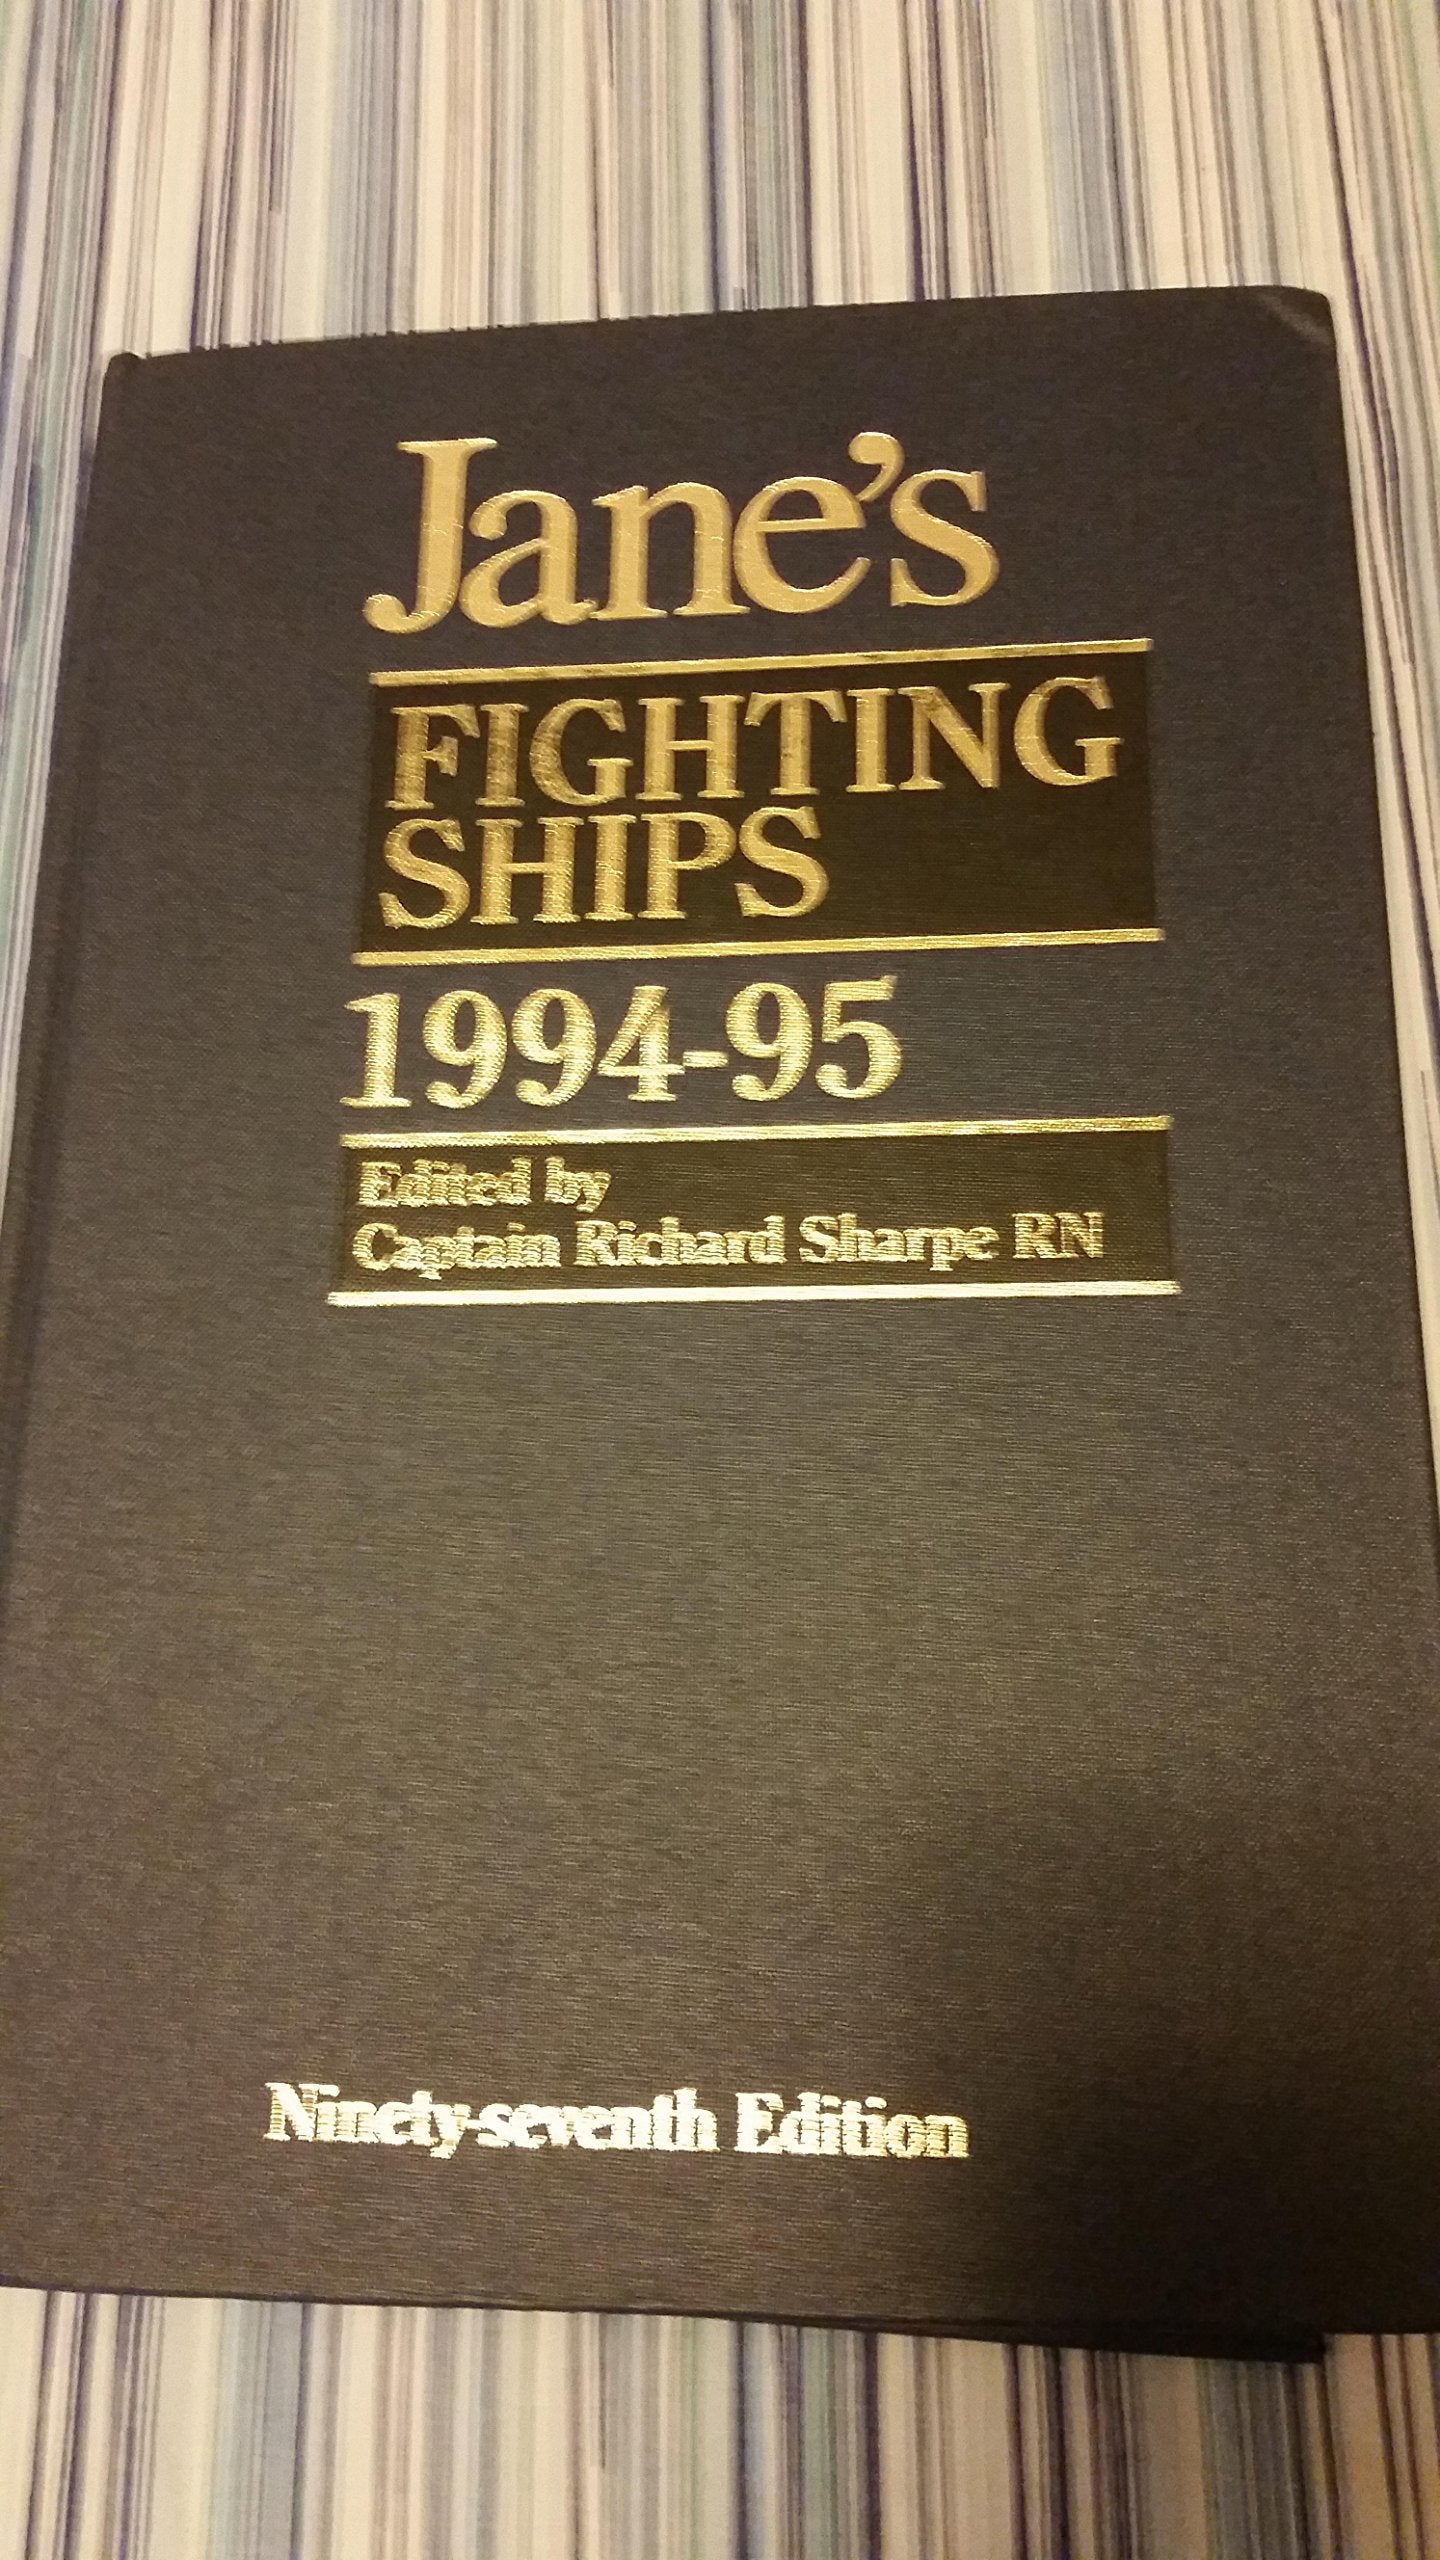 Jane's
FIGHTING
SHIPS
1994-95
Edited by
Captain Richard Sharpe RN
Ninety-seventh Edition